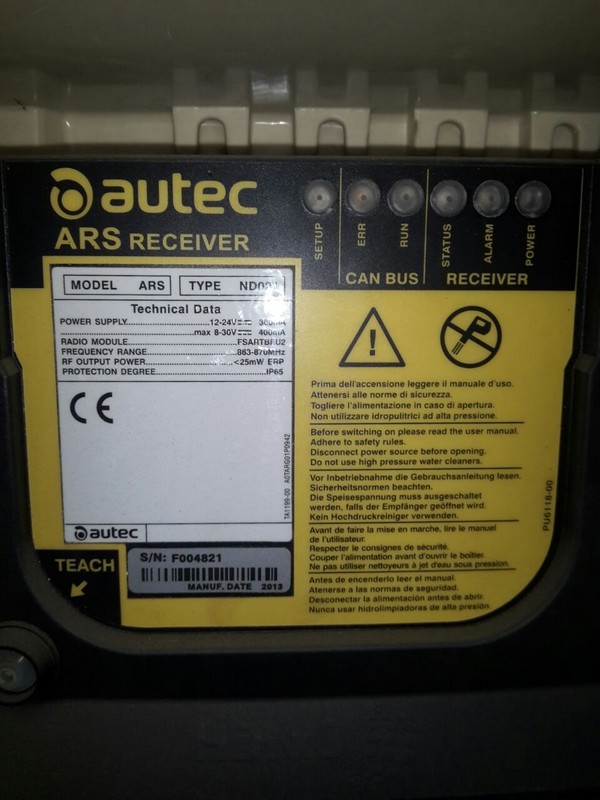 autec
ARS RECEIVER
SETUP
ERR
RUN
STATUS
ALARM
POWER
CAN BUS
RECEIVER
MODEL ARS TYPE
Technical Data
POWER SUPPLY 12-24V 300mA
max 8-30V 400mA
RADIO MODULE FSARTBFU2
FREQUENCY RANGE 863-870MHz
RF OUTPUT POWER <25mW ERP
PROTECTION DEGREE IP65
CE
TA1199-00 A0TARG01P0942
autec
S/N: F004821
MANUF. DATE 2013
TEACH
Prima dell'accensione leggere il manuale d'uso.
Attenersi alle norme di sicurezza.
Togliere l'alimentazione in caso di apertura.
Non utilizzare idropulitrici ad alta pressione.
Before switching on please read the user manual.
Adhere to safety rules.
Disconnect power source before opening.
Do not use high pressure water cleaners.
Vor Inbetriebnahme die Gebrauchsanleitung lesen.
Sicherheitsnormen beachten.
Die Speisespannung muss ausgeschaltet
werden, falls der Empfänger geöffnet wird.
Kein Hochdruckreiniger verwenden.
Avant de faire la mise en marche, lire le manuel
de l'utilisateur.
Respecter le consignes de sécurité.
Couper l'alimentation avant d'ouvrir le boîtier.
Ne pas utiliser nettoyeurs à jet d'eau sous pression.
Antes de encenderlo leer el manual.
Atenerse a las normas de seguridad.
Desconectar la alimentación antes de abrir.
Nunca usar hidrolimpiadoras de alta presión
PU6118-00